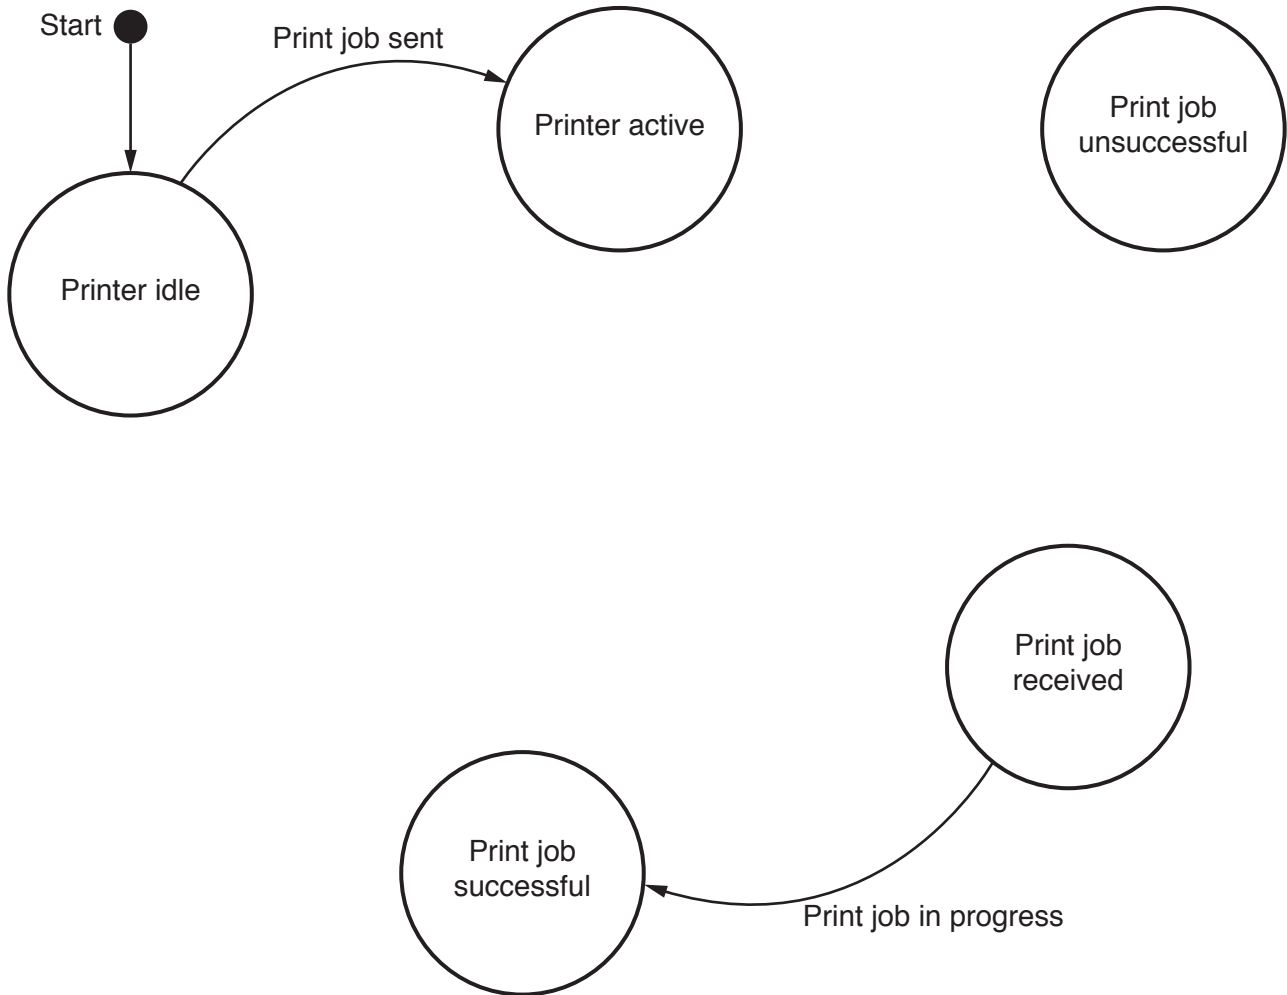 Start
Print job sent
Printer active
Print job
unsuccessful
Printer idle
Print job
received
Print job
successful
Print job in progress